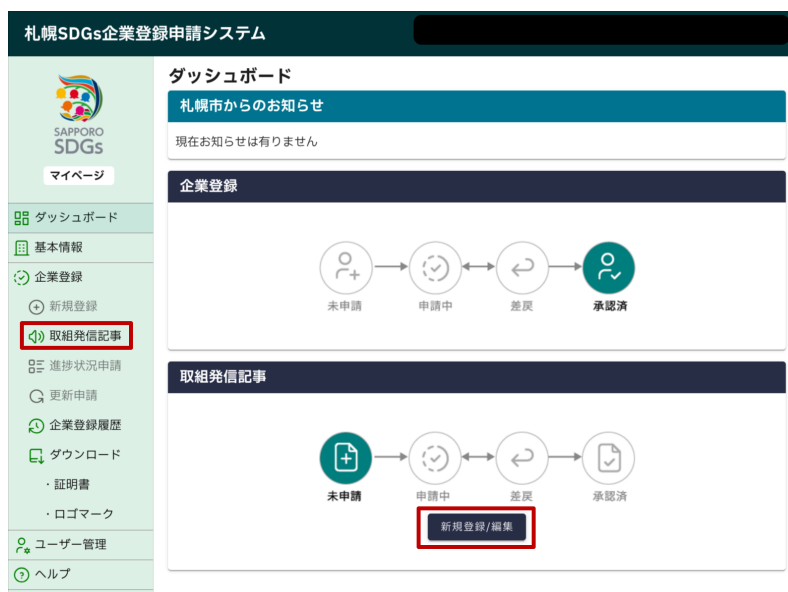 札幌SDGs企業登録申請システム
SAPPORO
SDGs
マイページ
ダッシュボード
基本情報
企業登録
新規登録
取組発信記事
進捗状況申請
更新申請
企業登録履歴
ダウンロード
・証明書
・ロゴマーク
ユーザー管理
ヘルプ
ダッシュボード
札幌市からのお知らせ
現在お知らせは有りません
企業登録
未申請 申請中 差戻 承認済
取組発信記事
未申請 申請中 差戻 承認済
新規登録/編集